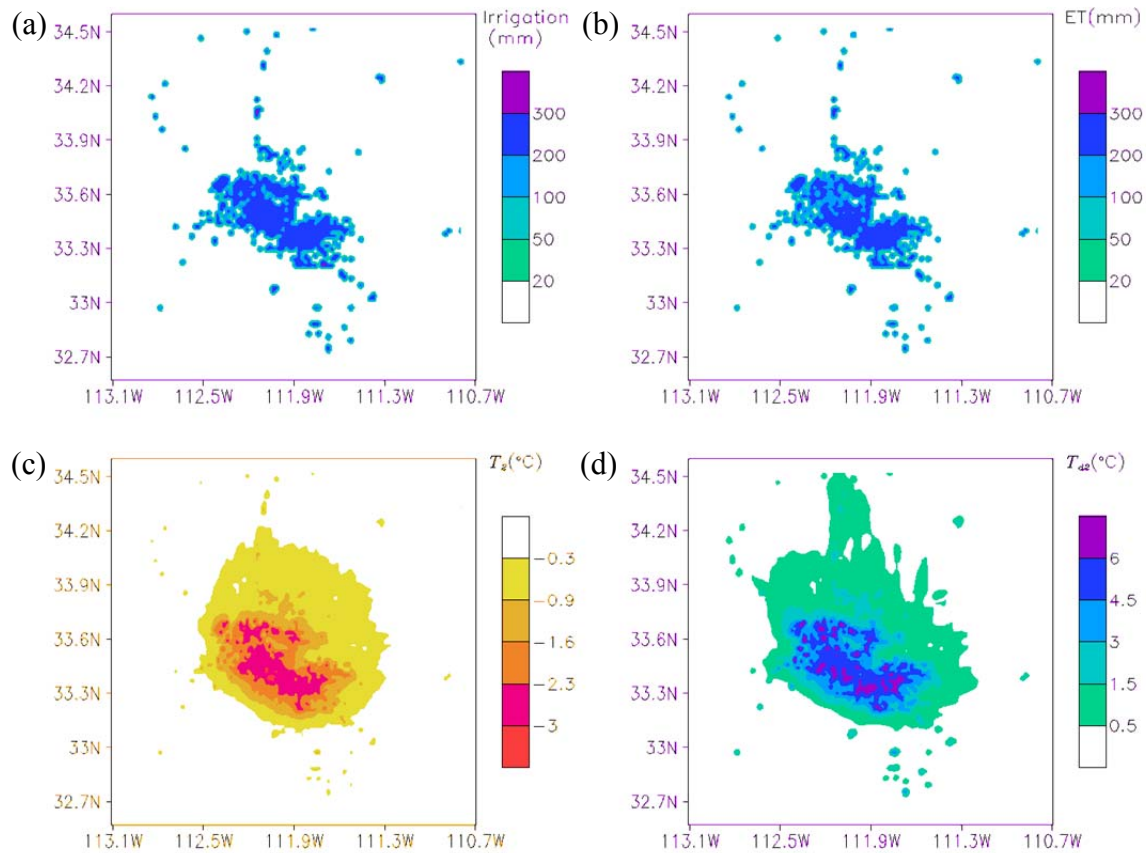 (a)
Irrigation
(mm)
34.5N
34.2N
33.9N
33.6N
33.3N
33N
32.7N
113.1W 112.5W 111.9W 111.3W 110.7W
300
200
100
50
20
(b)
ET(mm)
34.5N
34.2N
33.9N
33.6N
33.3N
33N
32.7N
113.1W 112.5W 111.9W 111.3W 110.7W
300
200
100
50
20
(c)
T2(°C)
34.5N
34.2N
33.9N
33.6N
33.3N
33N
32.7N
113.1W 112.5W 111.9W 111.3W 110.7W
-0.3
-0.9
-1.6
-2.3
-3
(d)
Td2(°C)
34.5N
34.2N
33.9N
33.6N
33.3N
33N
32.7N
113.1W 112.5W 111.9W 111.3W 110.7W
6
4.5
3
1.5
0.5